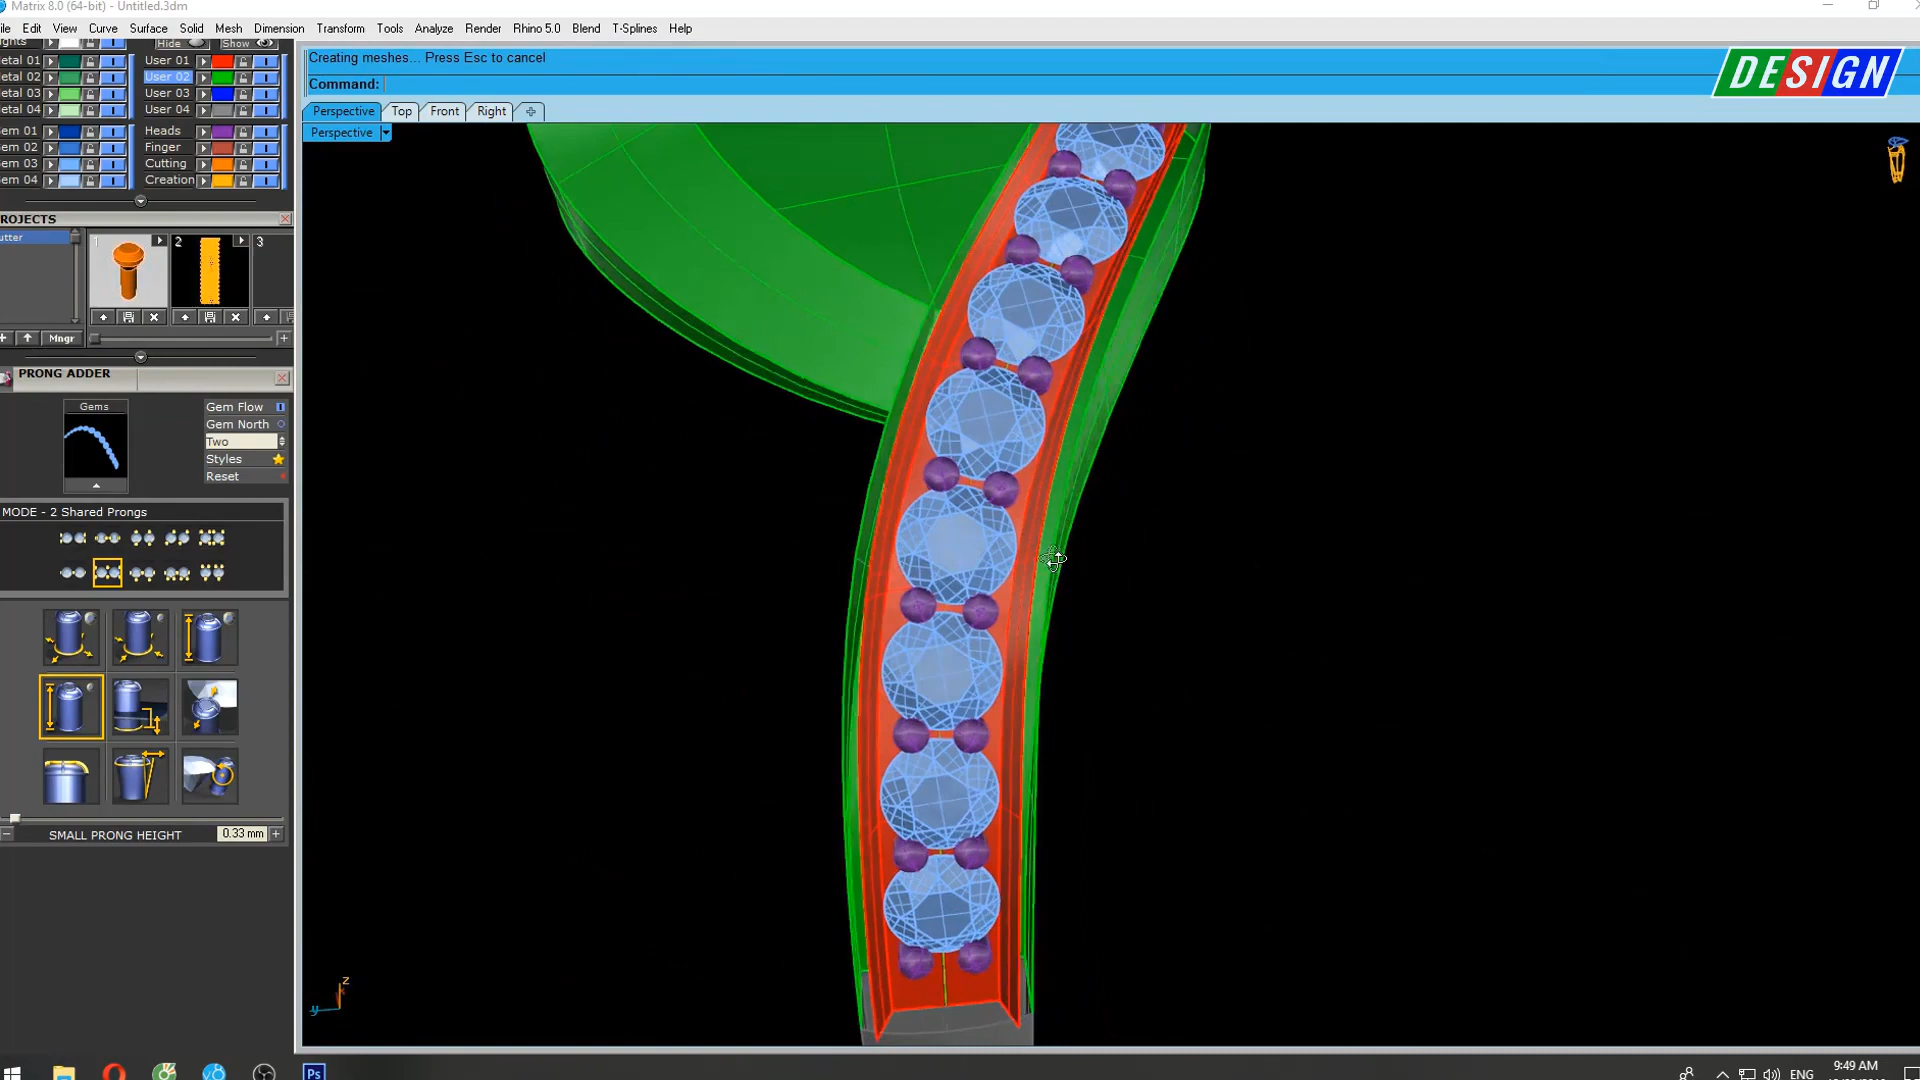 Matrix 8.0 (64-bit) - Untitled.3dm
ile Edit View Curve Surface Solid Mesh Dimension Transform Tools Analyze Render Rhino 5.0 Blend T-Splines Help
ights Hide Show
etal 01 User 01
etal 02 User 02
etal 03 User 03
etal 04 User 04
em 01 Heads
em 02 Finger
em 03 Cutting
em 04 Creation
Creating meshes... Press Esc to cancel
Command:
DESIGN
Perspective Top Front Right
Perspective
ROJECTS
utter
1 2 3
Mngr
PRONG ADDER
Gems
Gem Flow
Gem North
Two
Styles
Reset
MODE - 2 Shared Prongs
SMALL PRONG HEIGHT 0.33 mm
z
y
Ps
ENG
9:49 AM